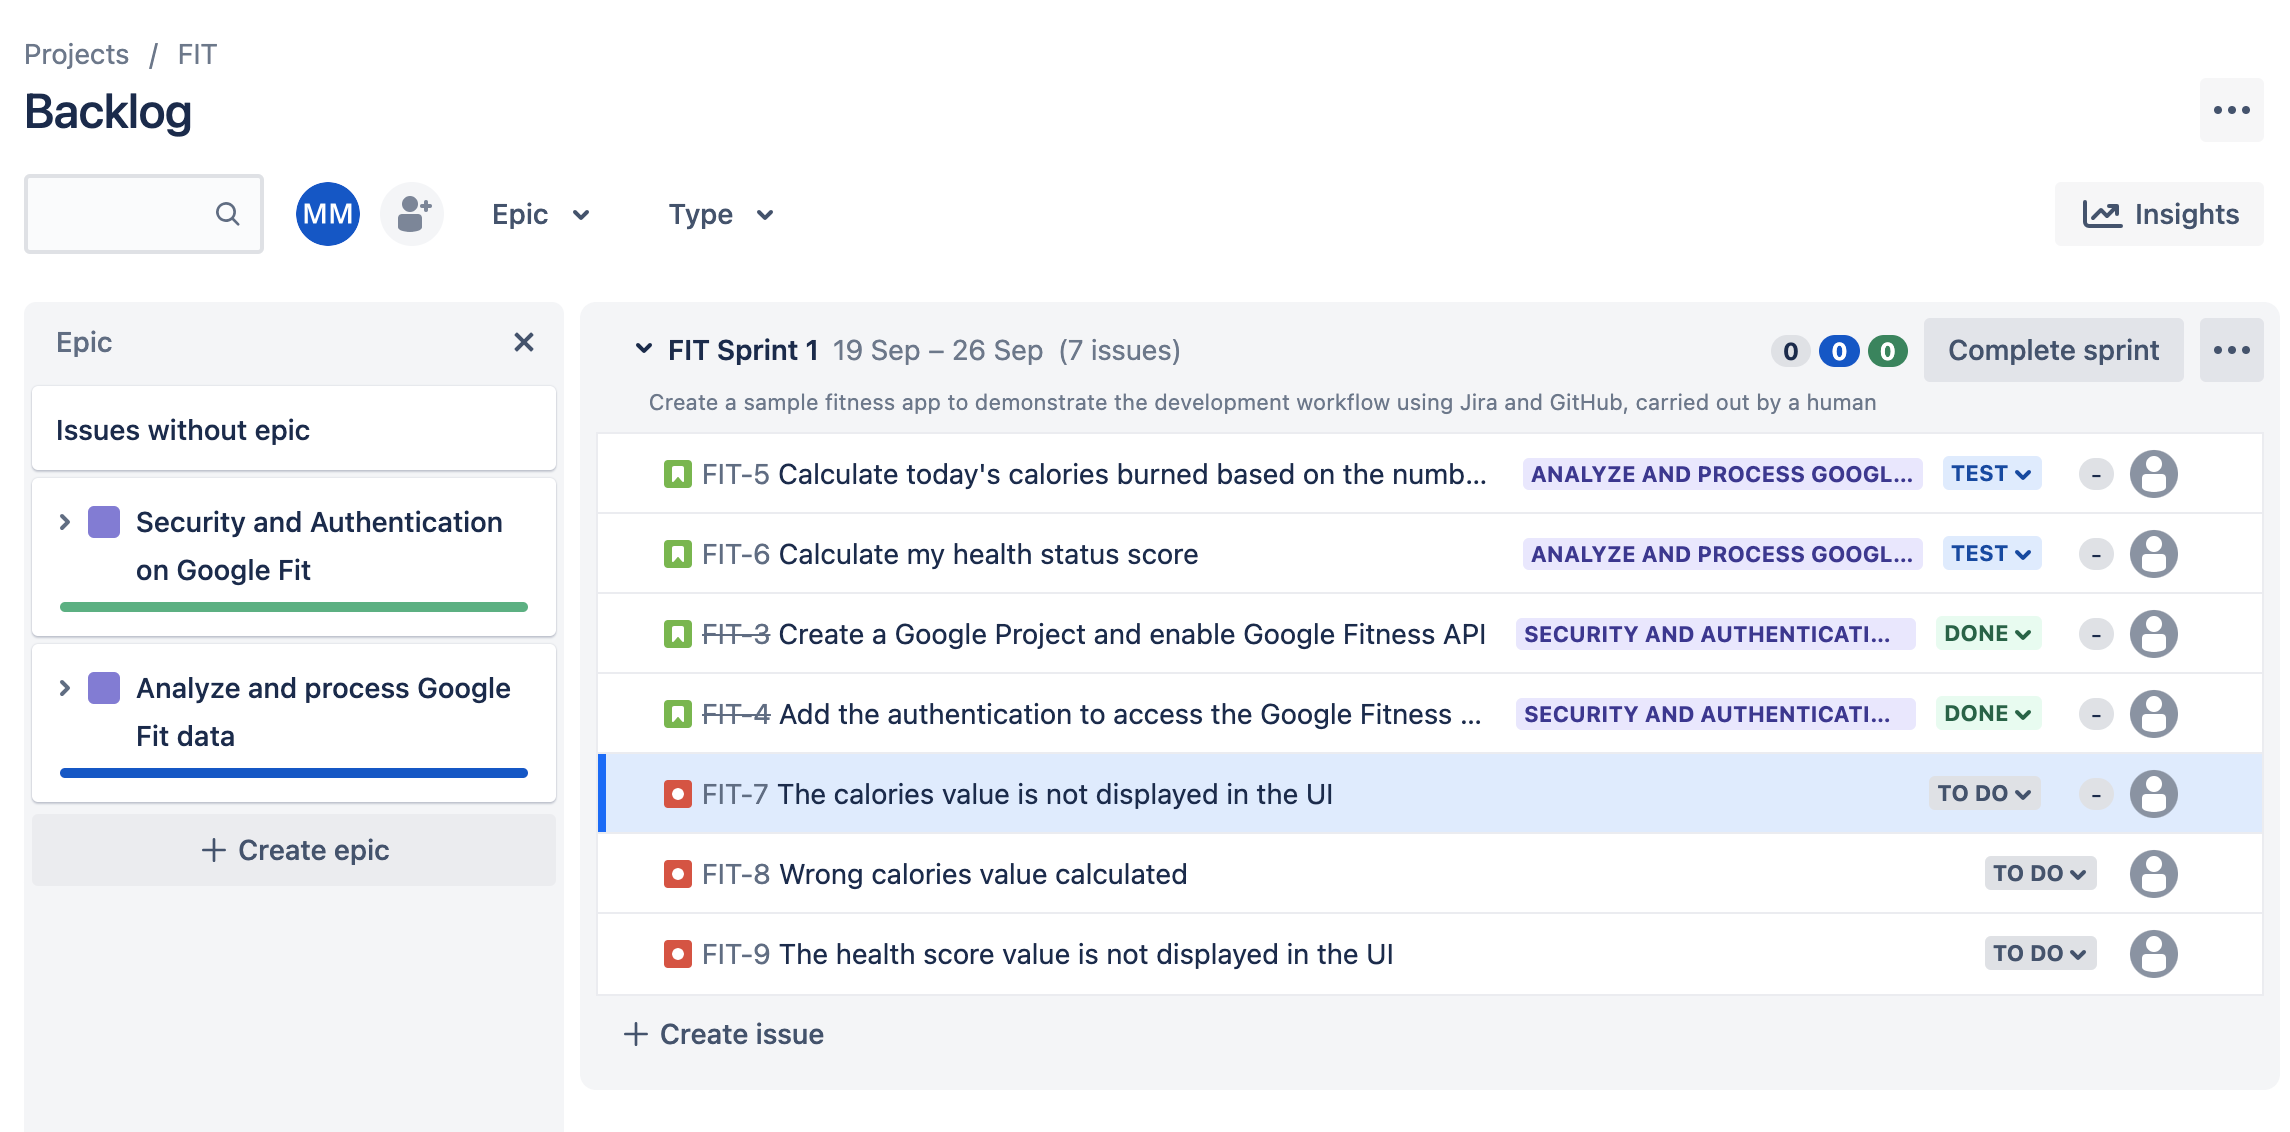 Projects / FIT
Backlog
MM
Epic
Type
Insights
Epic
Issues without epic
Security and Authentication
on Google Fit
Analyze and process Google
Fit data
Create epic
FIT Sprint 1 19 Sep – 26 Sep (7 issues)
0 0 0 Complete sprint
Create a sample fitness app to demonstrate the development workflow using Jira and GitHub, carried out by a human
FIT-5 Calculate today's calories burned based on the numb... ANALYZE AND PROCESS GOOGL... TEST -
FIT-6 Calculate my health status score ANALYZE AND PROCESS GOOGL... TEST -
FIT-3 Create a Google Project and enable Google Fitness API SECURITY AND AUTHENTICATI... DONE -
FIT-4 Add the authentication to access the Google Fitness ... SECURITY AND AUTHENTICATI... DONE -
FIT-7 The calories value is not displayed in the UI TO DO -
FIT-8 Wrong calories value calculated TO DO
FIT-9 The health score value is not displayed in the UI TO DO
Create issue